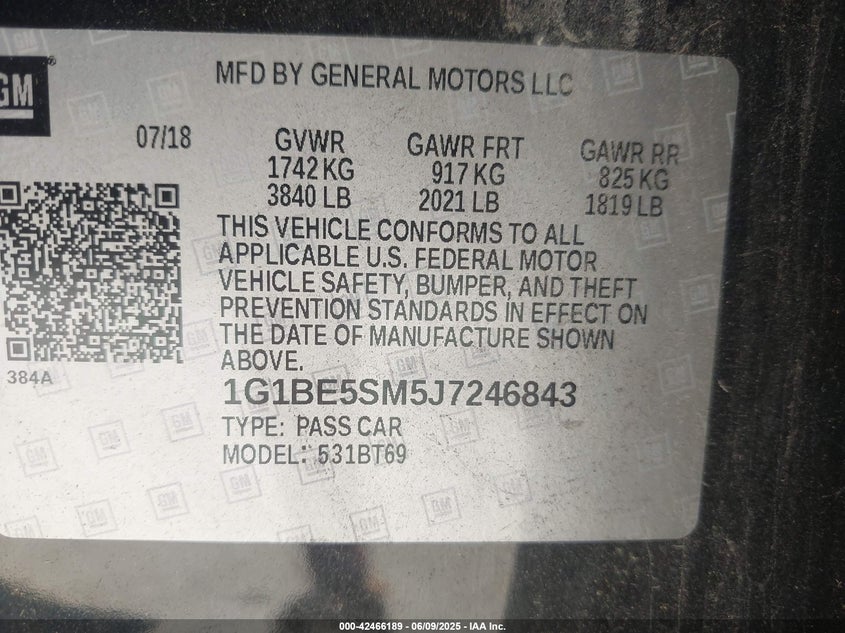 GM
MFD BY GENERAL MOTORS LLC
07/18
GVWR
1742 KG
3840 LB
GAWR FRT
917 KG
2021 LB
GAWR RR
825 KG
1819 LB
THIS VEHICLE CONFORMS TO ALL
APPLICABLE U.S. FEDERAL MOTOR
VEHICLE SAFETY, BUMPER, AND THEFT
PREVENTION STANDARDS IN EFFECT ON
THE DATE OF MANUFACTURE SHOWN
ABOVE.
384A
1G1BE5SM5J7246843
TYPE: PASS CAR
MODEL: 531BT69
000-42466189 - 06/09/2025 - IAA Inc.